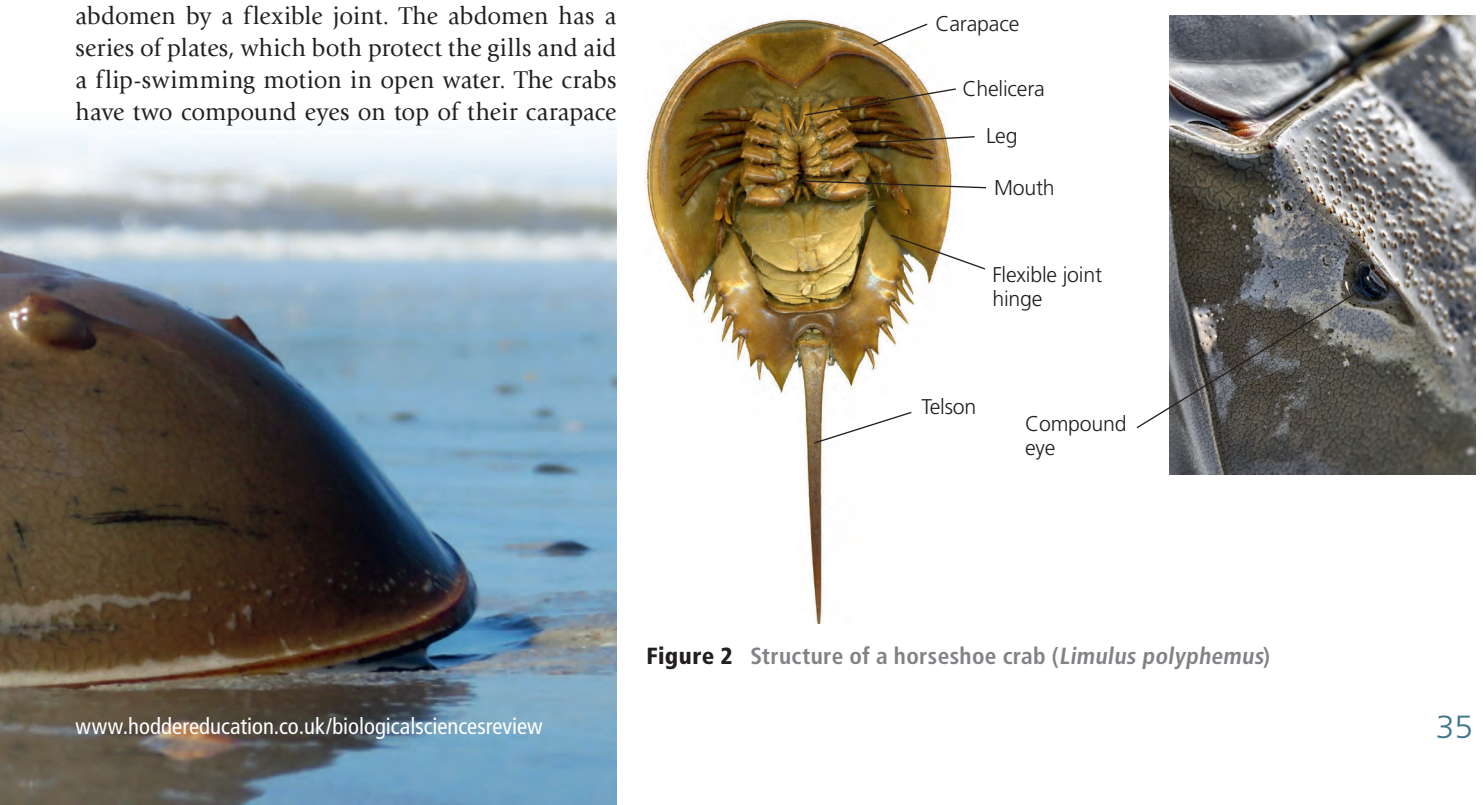 abdomen by a flexible joint. The abdomen has a
series of plates, which both protect the gills and aid
a flip-swimming motion in open water. The crabs
have two compound eyes on top of their carapace
Carapace
Chelicera
Leg
Mouth
Flexible joint
hinge
Telson
Compound
eye
Figure 2 Structure of a horseshoe crab (Limulus polyphemus)
www.hoddereducation.co.uk/biologicalsciencesreview
35